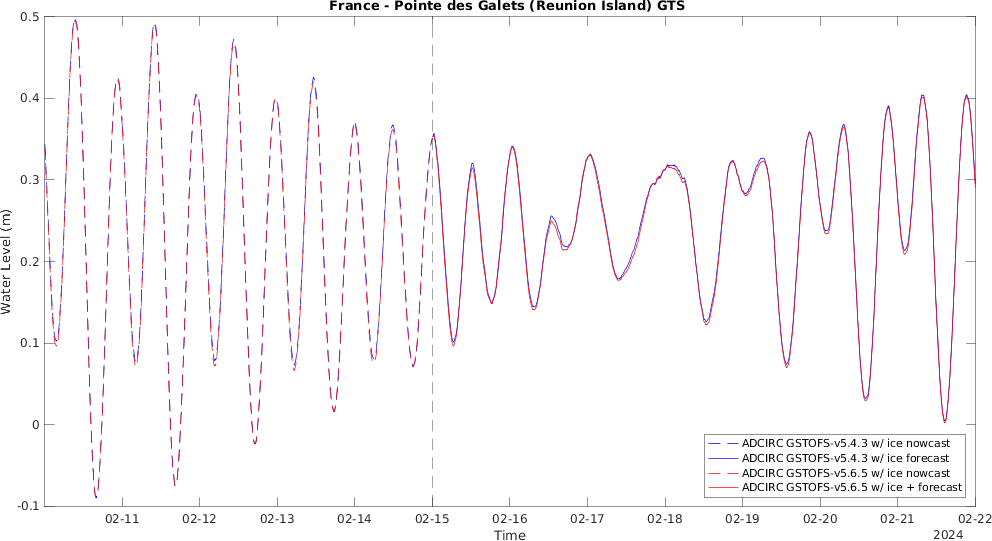 France - Pointe des Galets (Reunion Island) GTS
0.5
0.4
0.3
0.2
0.1
0
-0.1
Water Level (m)
02-11 02-12 02-13 02-14 02-15 02-16 02-17 02-18 02-19 02-20 02-21 02-22
Time
2024
ADCIRC GSTOFS-v5.4.3 w/ ice nowcast
ADCIRC GSTOFS-v5.4.3 w/ ice forecast
ADCIRC GSTOFS-v5.6.5 w/ ice nowcast
ADCIRC GSTOFS-v5.6.5 w/ ice + forecast